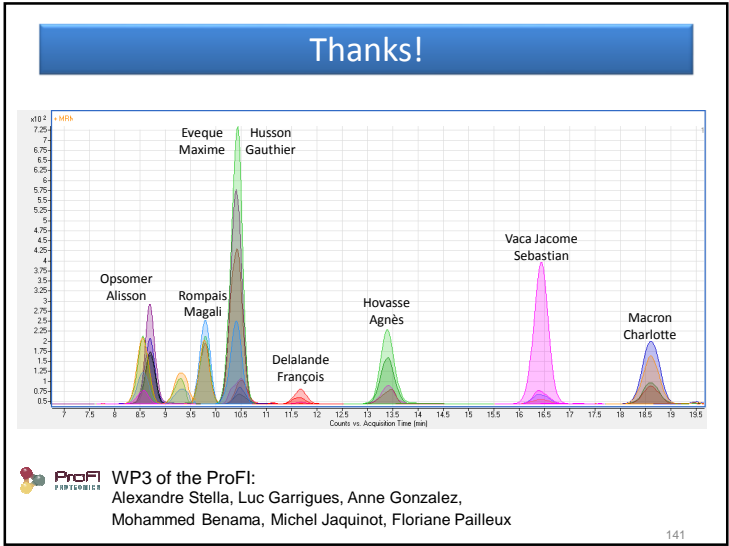 Thanks!
x10 2
+ MRM
7.25
7
6.75
6.5
6.25
6
5.75
5.5
5.25
5
4.75
4.5
4.25
4
3.75
3.5
3.25
3
2.75
2.5
2.25
2
1.75
1.5
1.25
1
0.75
0.5
Eveque
Maxime
Husson
Gauthier
Opsomer
Alisson
Rompais
Magali
Delalande
François
Hovasse
Agnès
Vaca Jacome
Sebastian
Macron
Charlotte
1
7 7.5 8 8.5 9 9.5 10 10.5 11 11.5 12 12.5 13 13.5 14 14.5 15 15.5 16 16.5 17 17.5 18 18.5 19 19.5
Counts vs. Acquisition Time (min)
ProFI
PROTEOMICS
WP3 of the ProFI:
Alexandre Stella, Luc Garrigues, Anne Gonzalez,
Mohammed Benama, Michel Jaquinot, Floriane Pailleux
141